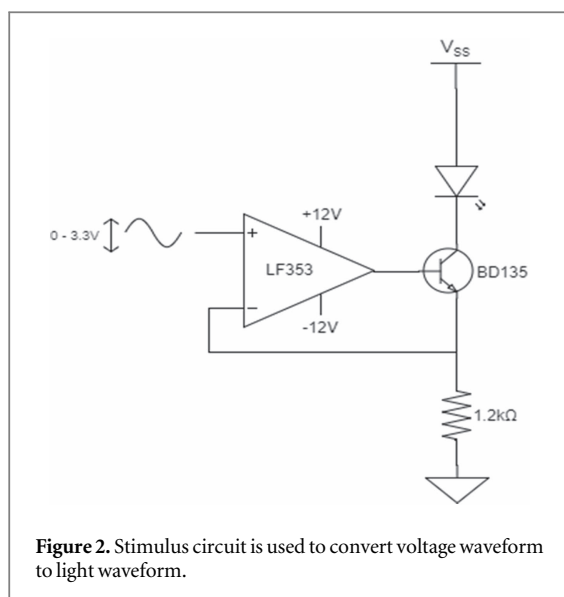 VSS
+12V
0 - 3.3V
+
LF353
BD135
−
-12V
1.2kΩ
Figure 2. Stimulus circuit is used to convert voltage waveform
to light waveform.